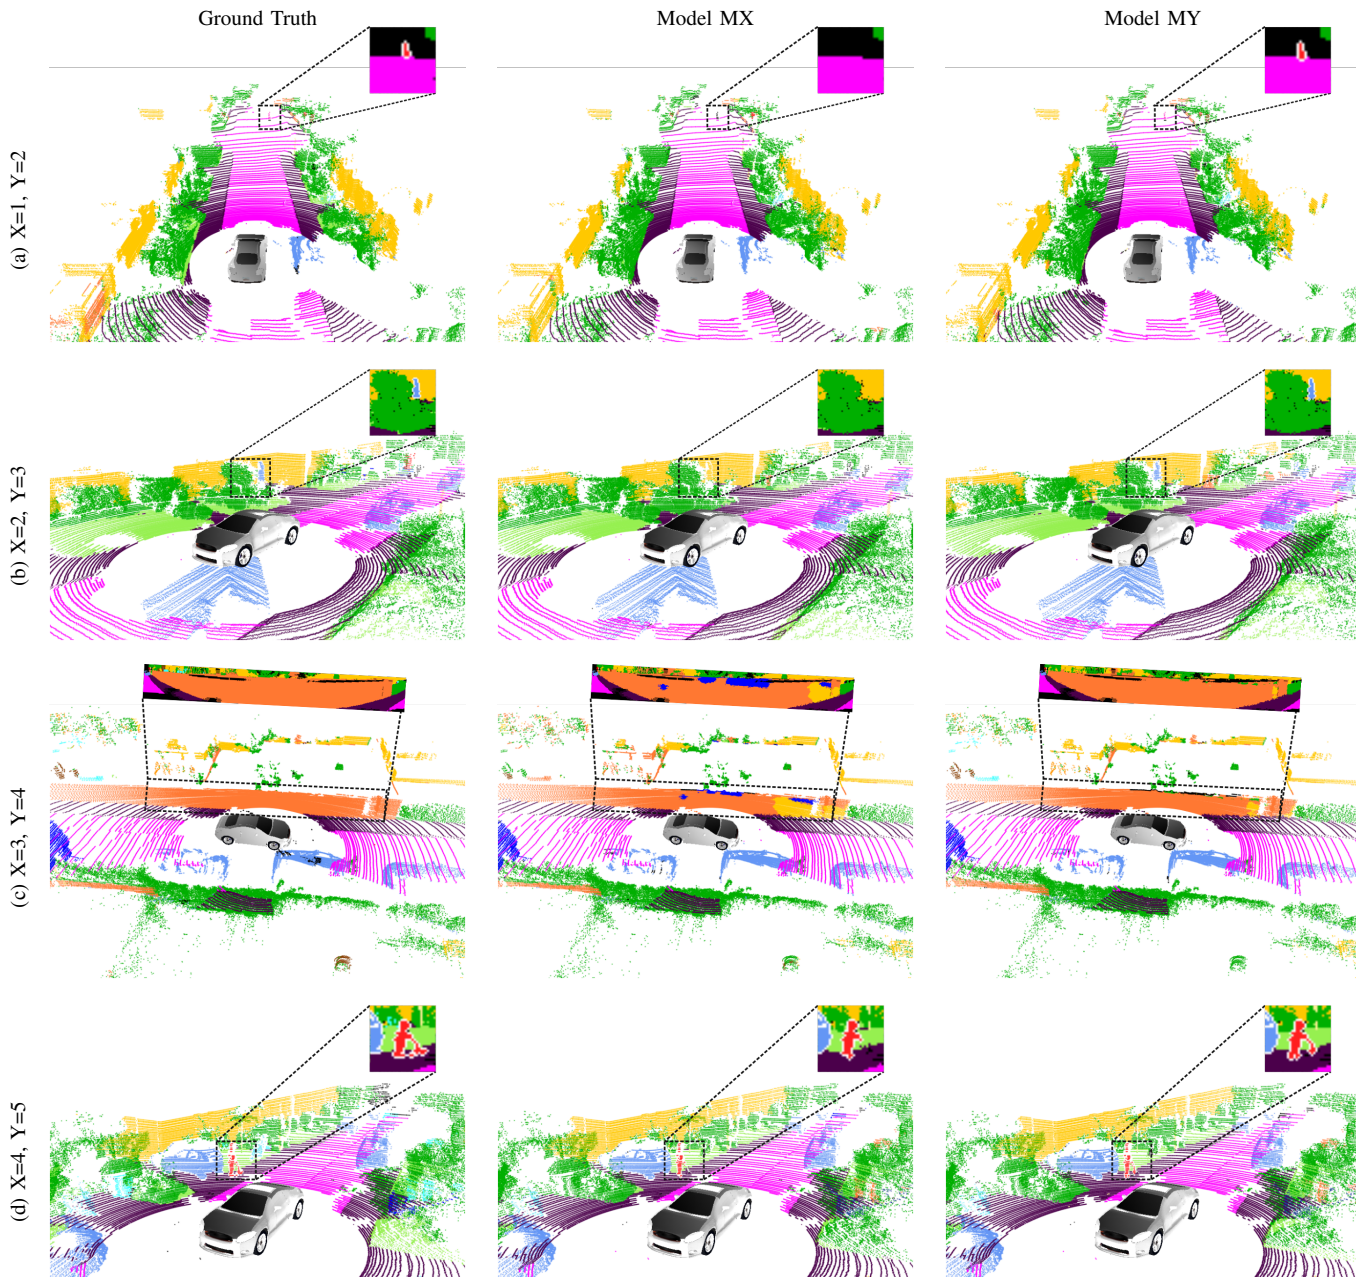 Ground Truth
Model MX
Model MY
(a) X=1, Y=2
(b) X=2, Y=3
(c) X=3, Y=4
(d) X=4, Y=5